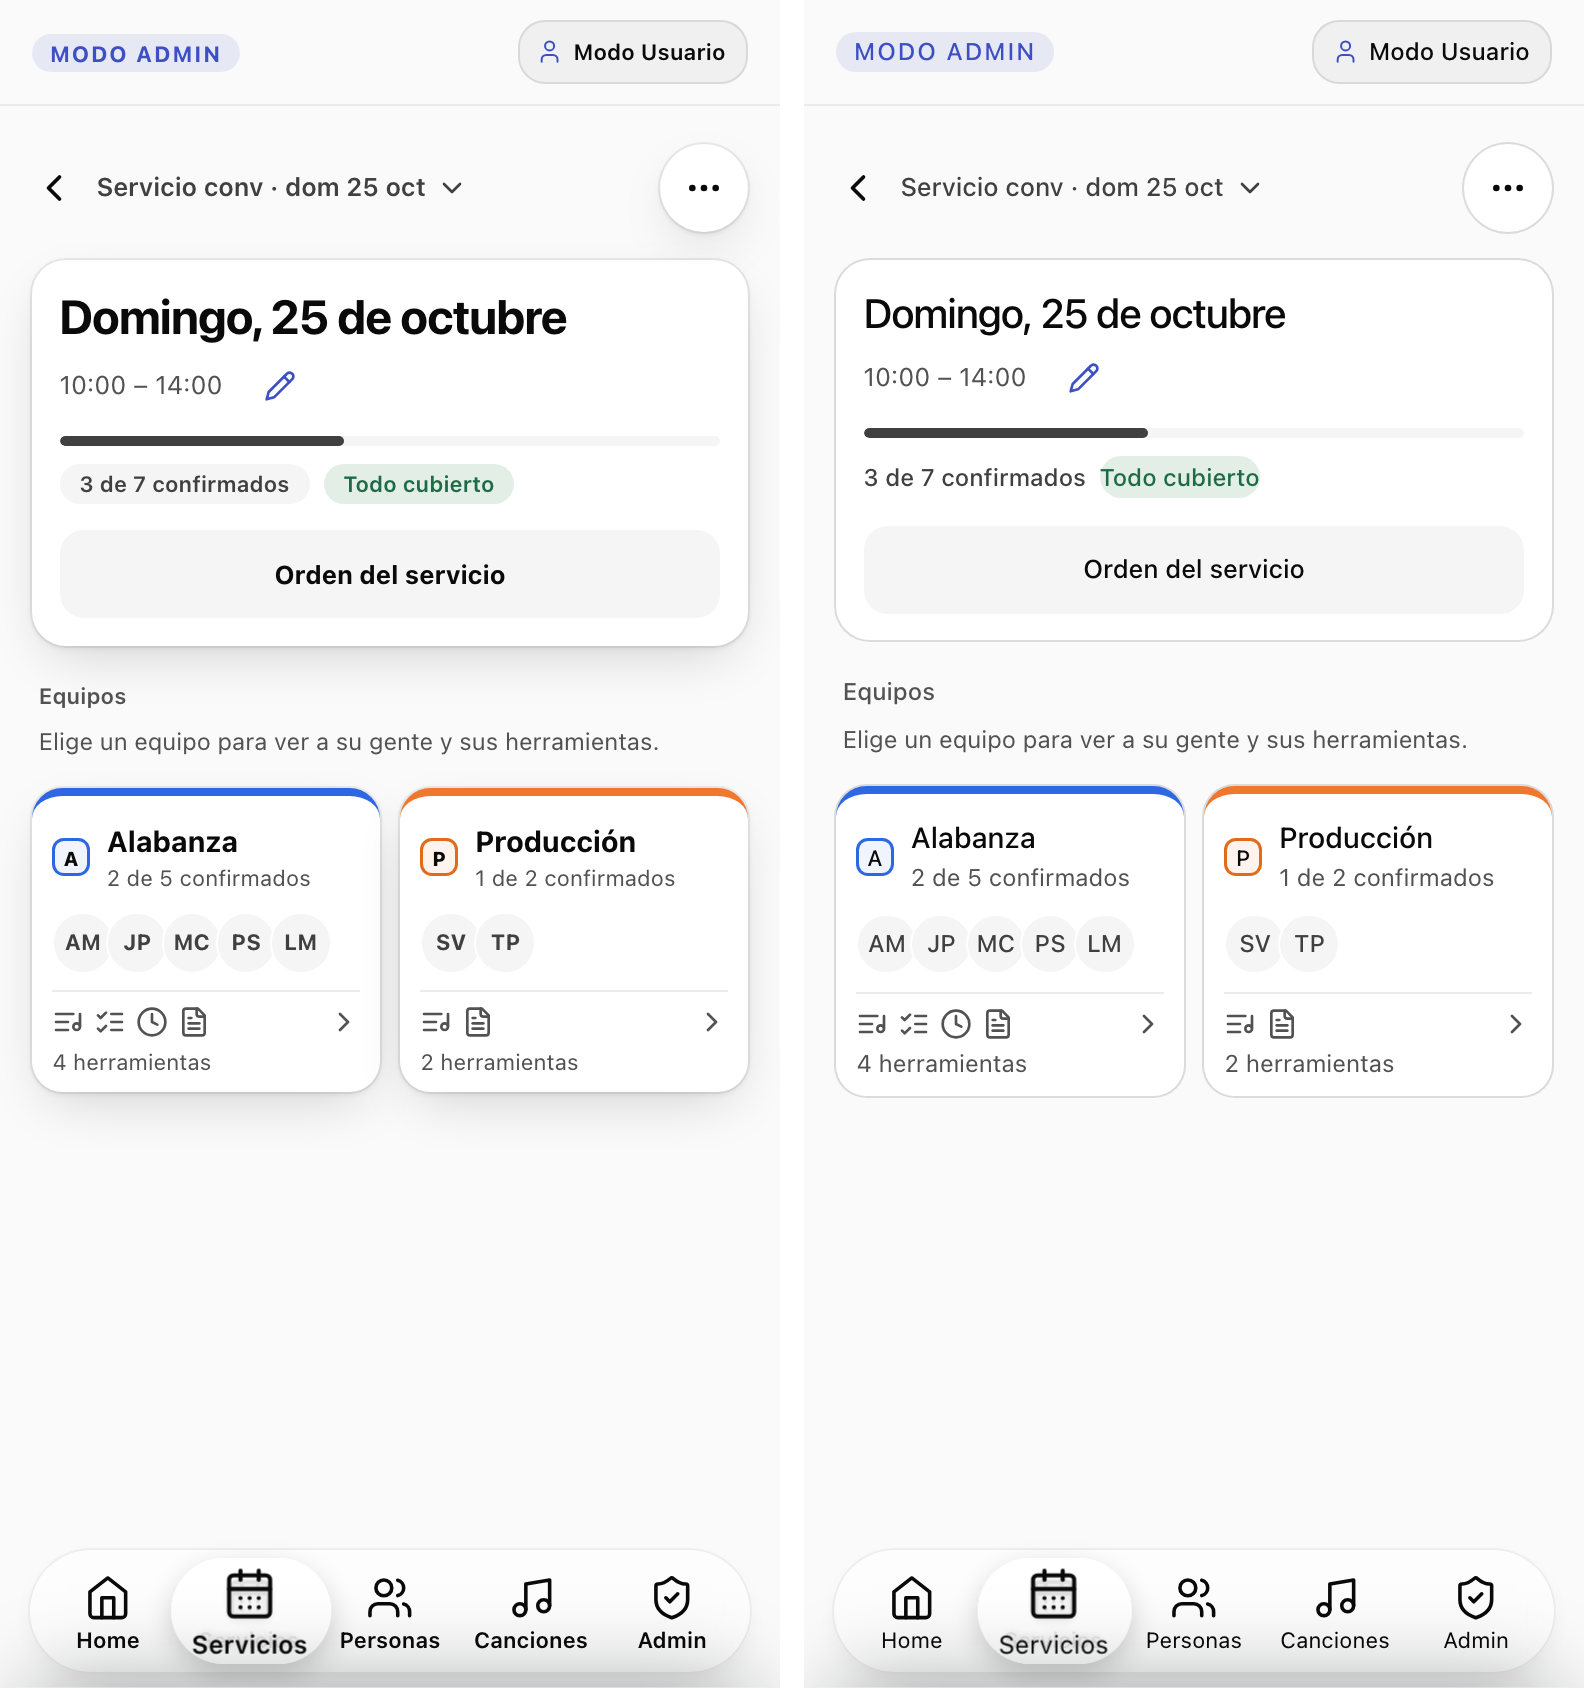 MODO ADMIN
Modo Usuario
Servicio conv · dom 25 oct
Domingo, 25 de octubre
10:00 – 14:00
3 de 7 confirmados
Todo cubierto
Orden del servicio
Equipos
Elige un equipo para ver a su gente y sus herramientas.
A
Alabanza
2 de 5 confirmados
AM JP MC PS LM
4 herramientas
P
Producción
1 de 2 confirmados
SV TP
2 herramientas
Home
Servicios
Personas
Canciones
Admin
MODO ADMIN
Modo Usuario
Servicio conv · dom 25 oct
Domingo, 25 de octubre
10:00 – 14:00
3 de 7 confirmados
Todo cubierto
Orden del servicio
Equipos
Elige un equipo para ver a su gente y sus herramientas.
A
Alabanza
2 de 5 confirmados
AM JP MC PS LM
4 herramientas
P
Producción
1 de 2 confirmados
SV TP
2 herramientas
Home
Servicios
Personas
Canciones
Admin